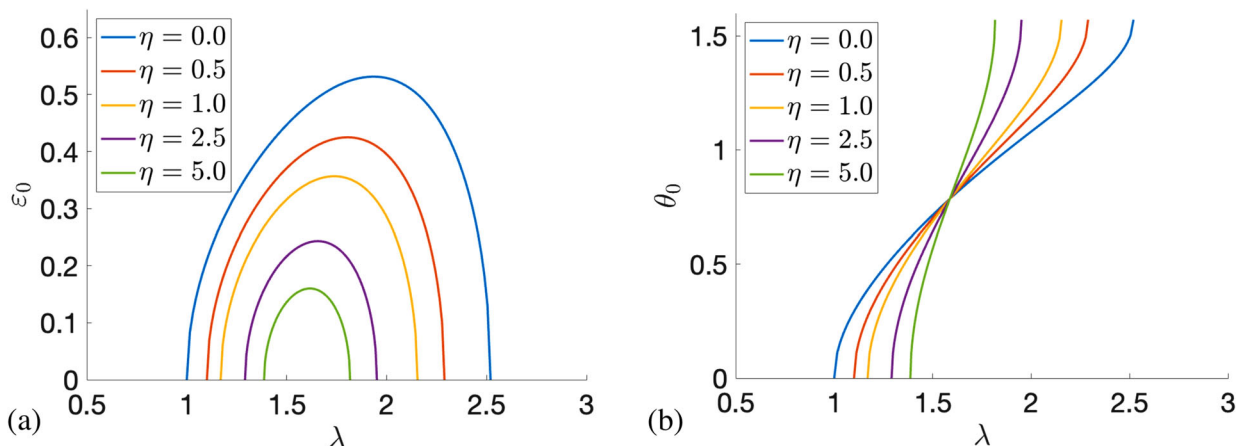 0.6
0.5
0.4
0.3
0.2
0.1
0
ε₀
η = 0.0
η = 0.5
η = 1.0
η = 2.5
η = 5.0
0.5 1 1.5 2 2.5 3
λ
(a)
1.5
1
0.5
0
θ₀
η = 0.0
η = 0.5
η = 1.0
η = 2.5
η = 5.0
0.5 1 1.5 2 2.5 3
λ
(b)